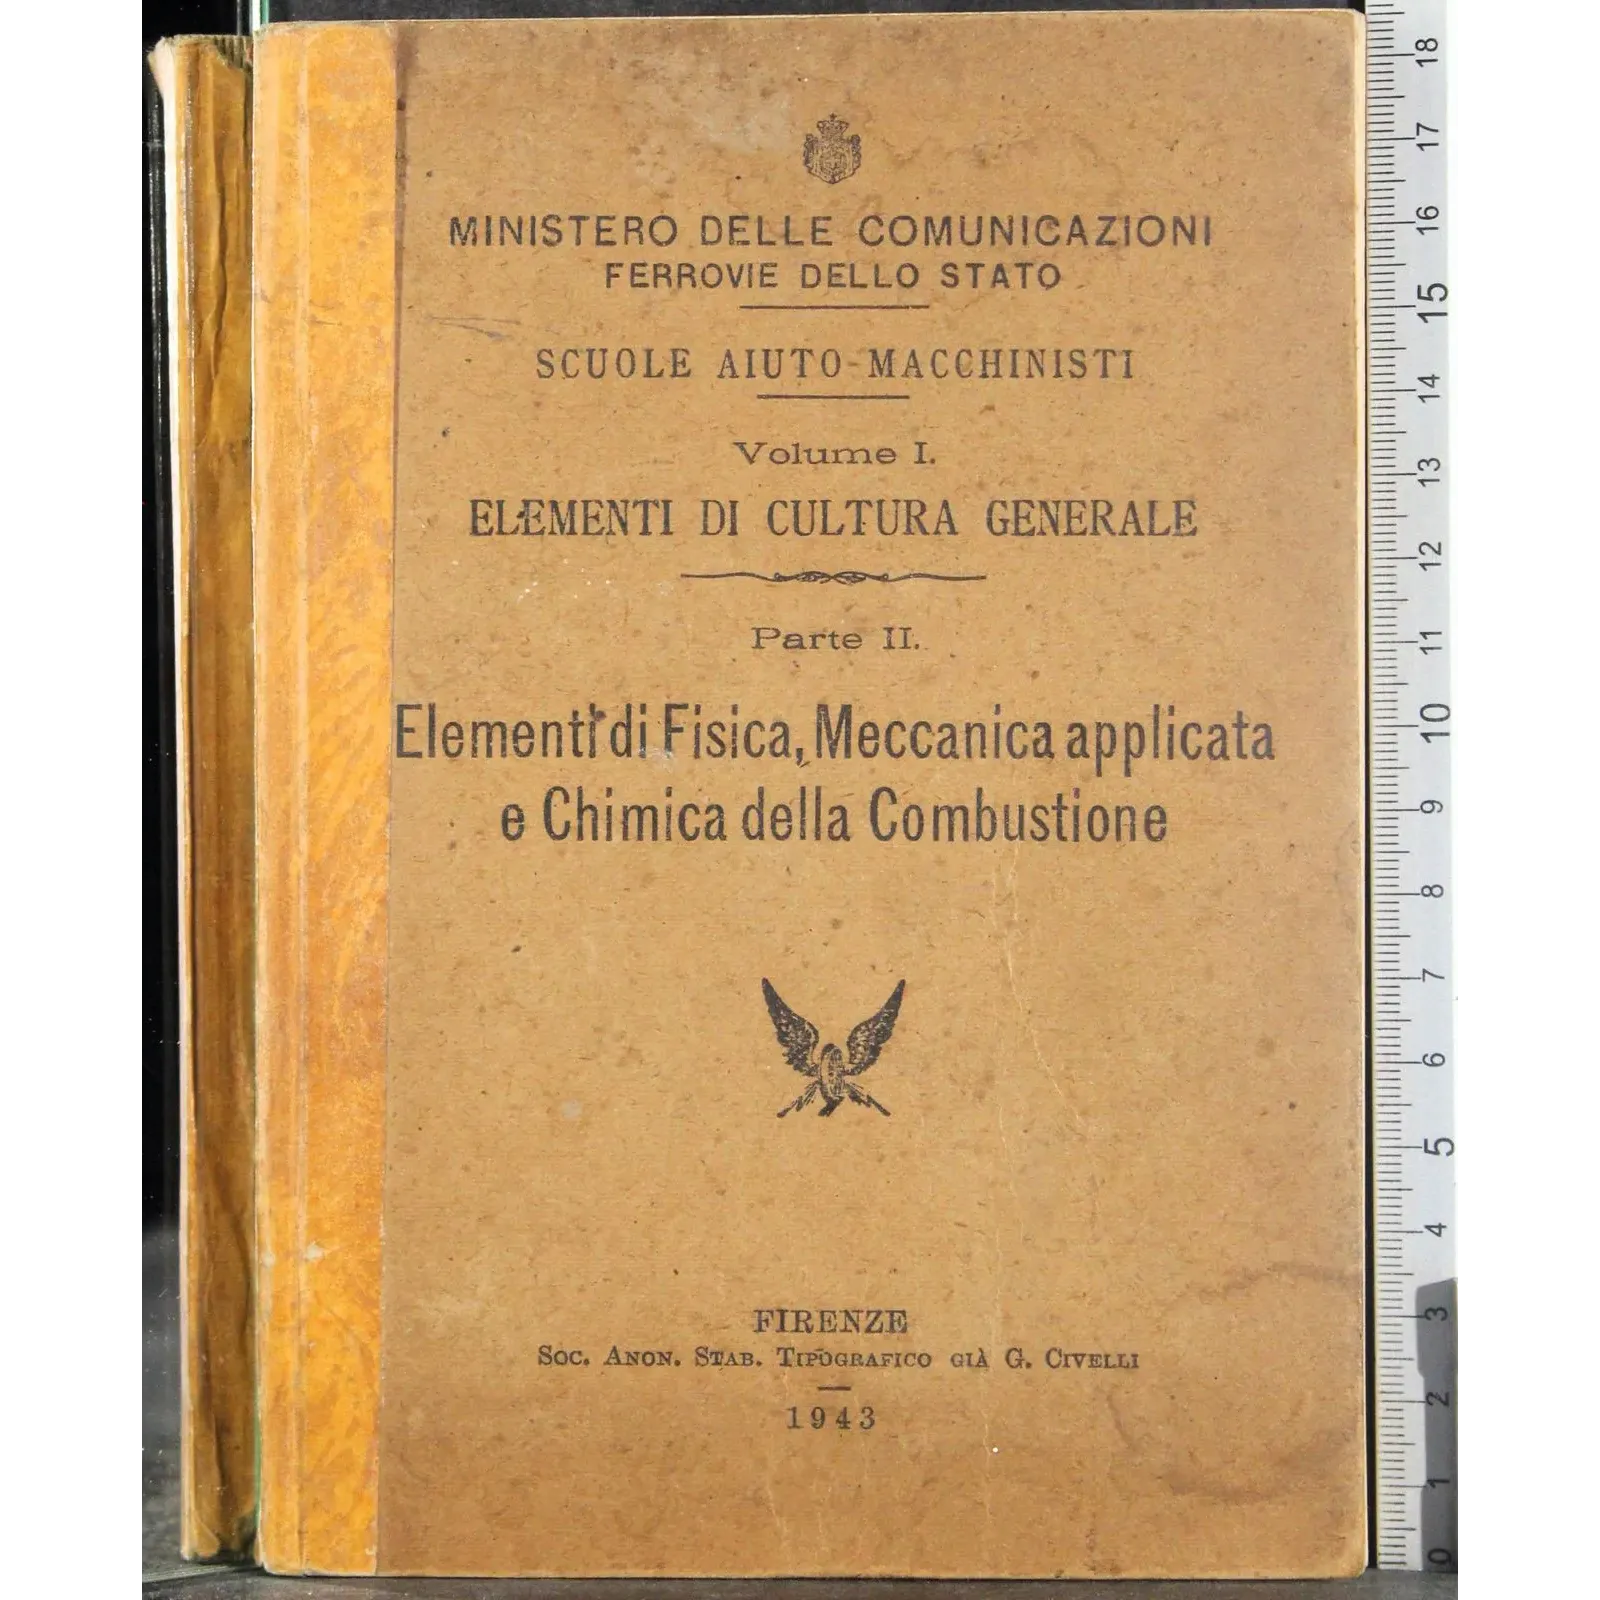 MINISTERO DELLE COMUNICAZIONI
FERROVIE DELLO STATO
SCUOLE AIUTO-MACCHINISTI
Volume I.
ELEMENTI DI CULTURA GENERALE
Parte II.
Elementi di Fisica, Meccanica applicata
e Chimica della Combustione
FIRENZE
Soc. Anon. Stab. Tipografico già G. Civelli
1943
18
17
16
15
14
13
12
11
10
9
8
7
6
5
4
3
2
1
0